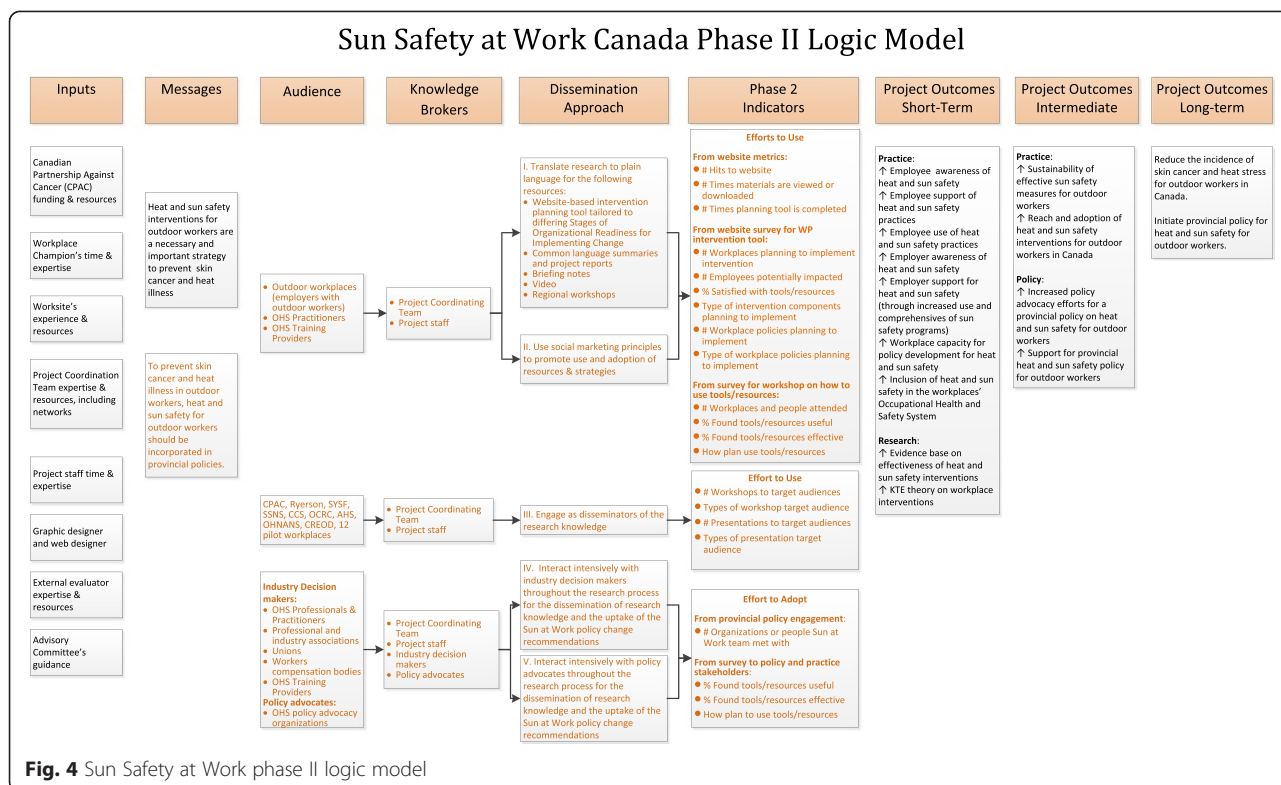 Sun Safety at Work Canada Phase II Logic Model
Inputs
Canadian
Partnership Against
Cancer (CPAC)
funding & resources
Workplace
Champion's time &
expertise
Worksite's
experience &
resources
Project Coordination
Team expertise &
resources, including
networks
Project staff time &
expertise
Graphic designer
and web designer
External evaluator
expertise &
resources
Advisory
Committee's
guidance
Messages
Heat and sun safety
interventions for
outdoor workers are
a necessary and
important strategy
to prevent skin
cancer and heat
illness
To prevent skin
cancer and heat
illness in outdoor
workers, heat and
sun safety for
outdoor workers
should be
incorporated in
provincial policies.
Audience
• Outdoor workplaces
(employers with
outdoor workers)
• OHS Practitioners
• OHS Training
Providers
CPAC, Ryerson, SYSF,
SSNS, CCS, OCRC, AHS,
OHNANS, CREOD, 12
pilot workplaces
Industry Decision
makers:
• OHS Professionals &
Practitioners
• Professional and
industry associations
• Unions
• Workers
compensation bodies
• OHS Training
Providers
Policy advocates:
• OHS policy advocacy
organizations
Knowledge
Brokers
• Project Coordinating
Team
• Project staff
• Project Coordinating
Team
• Project staff
• Project Coordinating
Team
• Project staff
• Industry decision
makers
• Policy advocates
Dissemination
Approach
I. Translate research to plain
language for the following
resources:
• Website-based intervention
planning tool tailored to
differing Stages of
Organizational Readiness for
Implementing Change
• Common language summaries
and project reports
• Briefing notes
• Video
• Regional workshops
II. Use social marketing principles
to promote use and adoption of
resources & strategies
III. Engage as disseminators of the
research knowledge
IV. Interact intensively with
industry decision makers
throughout the research process
for the dissemination of research
knowledge and the uptake of the
Sun at Work policy change
recommendations
V. Interact intensively with policy
advocates throughout the
research process for the
dissemination of research
knowledge and the uptake of the
Sun at Work policy change
recommendations
Phase 2
Indicators
Efforts to Use
From website metrics:
• # Hits to website
• # Times materials are viewed or
downloaded
• # Times planning tool is completed
From website survey for WP
intervention tool:
• # Workplaces planning to implement
intervention
• # Employees potentially impacted
• % Satisfied with tools/resources
• Type of intervention components
planning to implement
• # Workplace policies planning to
implement
• Type of workplace policies planning
to implement
From survey for workshop on how to
use tools/resources:
• # Workplaces and people attended
• % Found tools/resources useful
• % Found tools/resources effective
• How plan use tools/resources
Effort to Use
• # Workshops to target audiences
• Types of workshop target audience
• # Presentations to target audiences
• Types of presentation target
audience
Effort to Adopt
From provincial policy engagement:
• # Organizations or people Sun at
Work team met with
From survey to policy and practice
stakeholders:
• % Found tools/resources useful
• % Found tools/resources effective
• How plan to use tools/resources
Project Outcomes
Short-Term
Practice:
↑ Employee awareness of
heat and sun safety
↑ Employee support of
heat and sun safety
practices
↑ Employee use of heat
and sun safety practices
↑ Employer awareness of
heat and sun safety
↑ Employer support for
heat and sun safety
(through increased use and
comprehensives of sun
safety programs)
↑ Workplace capacity for
policy development for heat
and sun safety
↑ Inclusion of heat and sun
safety in the workplaces'
Occupational Health and
Safety System
Research:
↑ Evidence base on
effectiveness of heat and
sun safety interventions
↑ KTE theory on workplace
interventions
Project Outcomes
Intermediate
Practice:
↑ Sustainability of
effective sun safety
measures for outdoor
workers
↑ Reach and adoption of
heat and sun safety
interventions for outdoor
workers in Canada
Policy:
↑ Increased policy
advocacy efforts for a
provincial policy on heat
and sun safety for outdoor
workers
↑ Support for provincial
heat and sun safety policy
for outdoor workers
Project Outcomes
Long-term
Reduce the incidence of
skin cancer and heat stress
for outdoor workers in
Canada.
Initiate provincial policy for
heat and sun safety for
outdoor workers.
Fig. 4 Sun Safety at Work phase II logic model